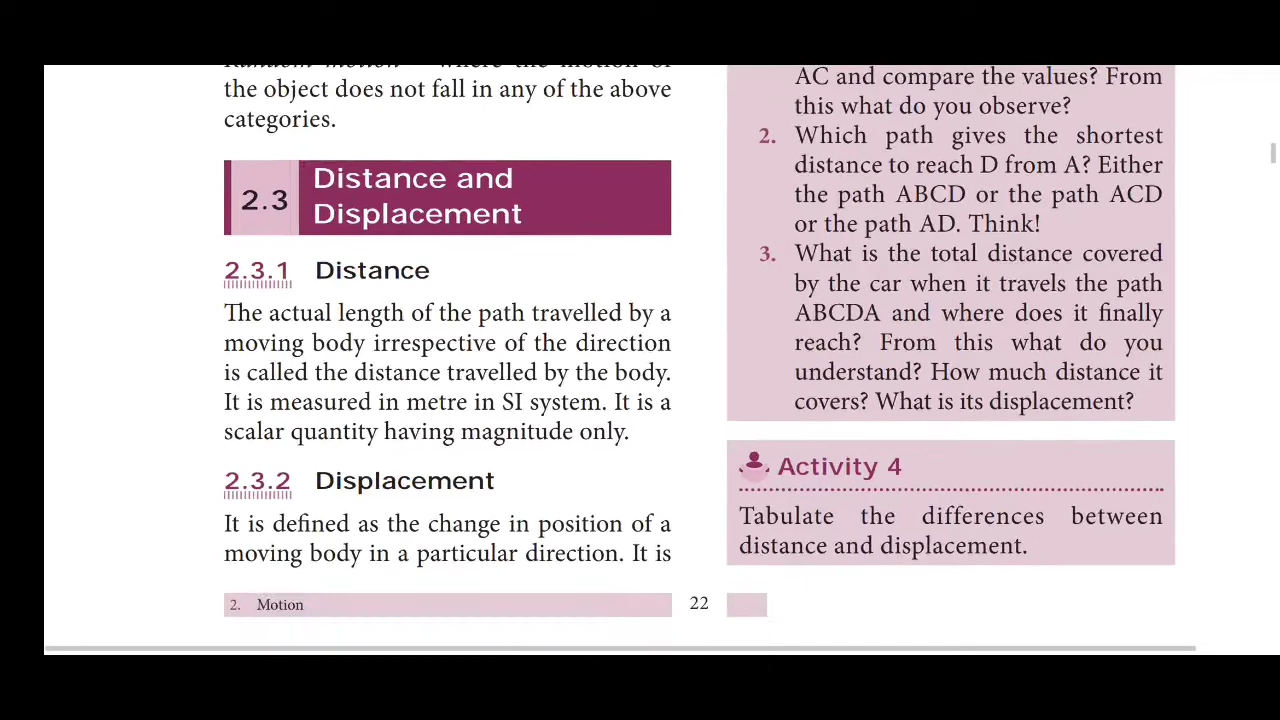 Random motion – where the motion of
the object does not fall in any of the above
categories.
2.3 Distance and
Displacement
2.3.1 Distance
The actual length of the path travelled by a
moving body irrespective of the direction
is called the distance travelled by the body.
It is measured in metre in SI system. It is a
scalar quantity having magnitude only.
2.3.2 Displacement
It is defined as the change in position of a
moving body in a particular direction. It is
AC and compare the values? From
this what do you observe?
2. Which path gives the shortest
distance to reach D from A? Either
the path ABCD or the path ACD
or the path AD. Think!
3. What is the total distance covered
by the car when it travels the path
ABCDA and where does it finally
reach? From this what do you
understand? How much distance it
covers? What is its displacement?
Activity 4
Tabulate the differences between
distance and displacement.
2. Motion
22